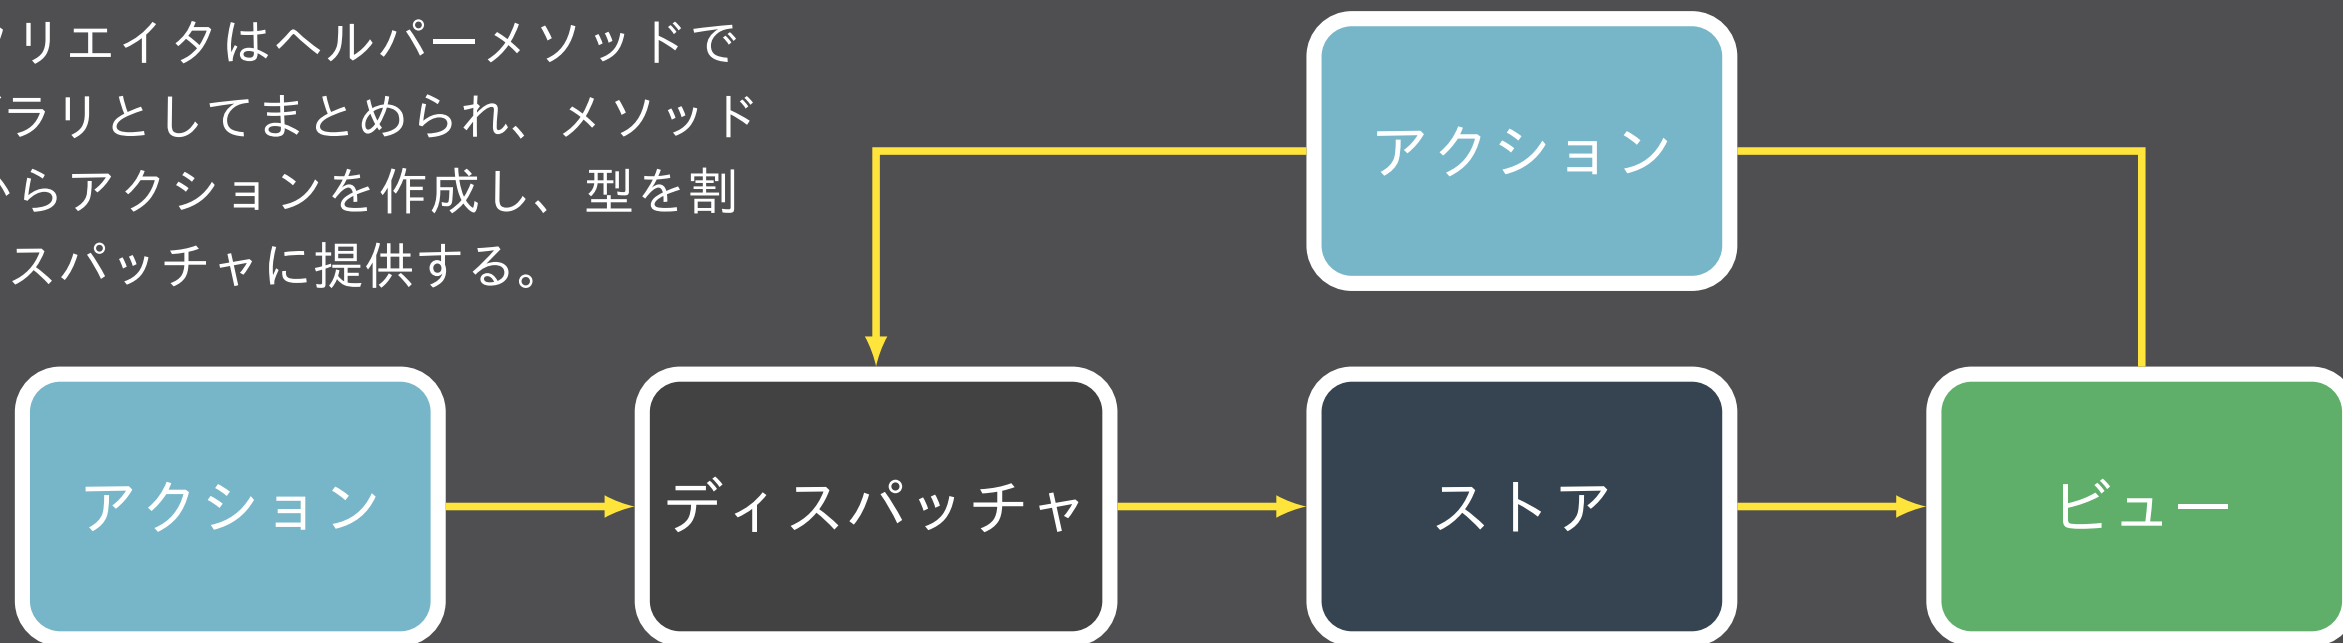 リエイタはヘルパーメソッドで
ラリとしてまとめられ、メソッド
らアクションを作成し、型を割
スパッチャに提供する。
アクション
アクション
ディスパッチャ
ストア
ビュー